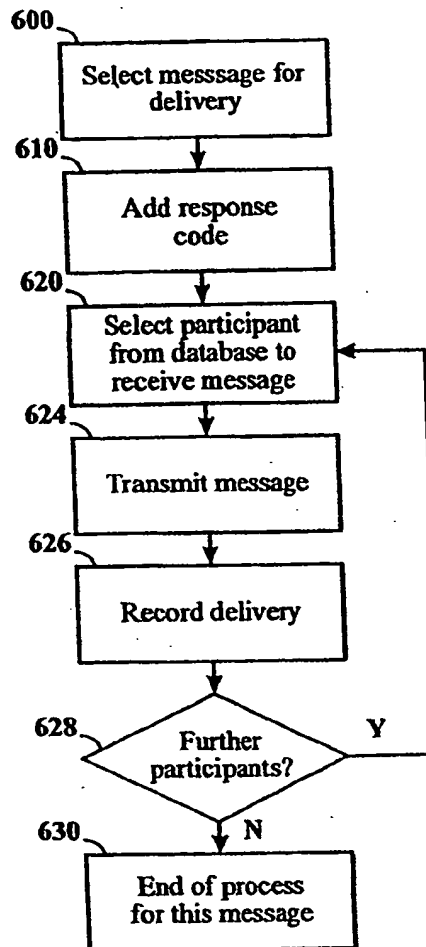 600
Select messsage for
delivery
610
Add response
code
620
Select participant
from database to
receive message
624
Transmit message
626
Record delivery
628
Further
participants?
Y
N
630
End of process
for this message